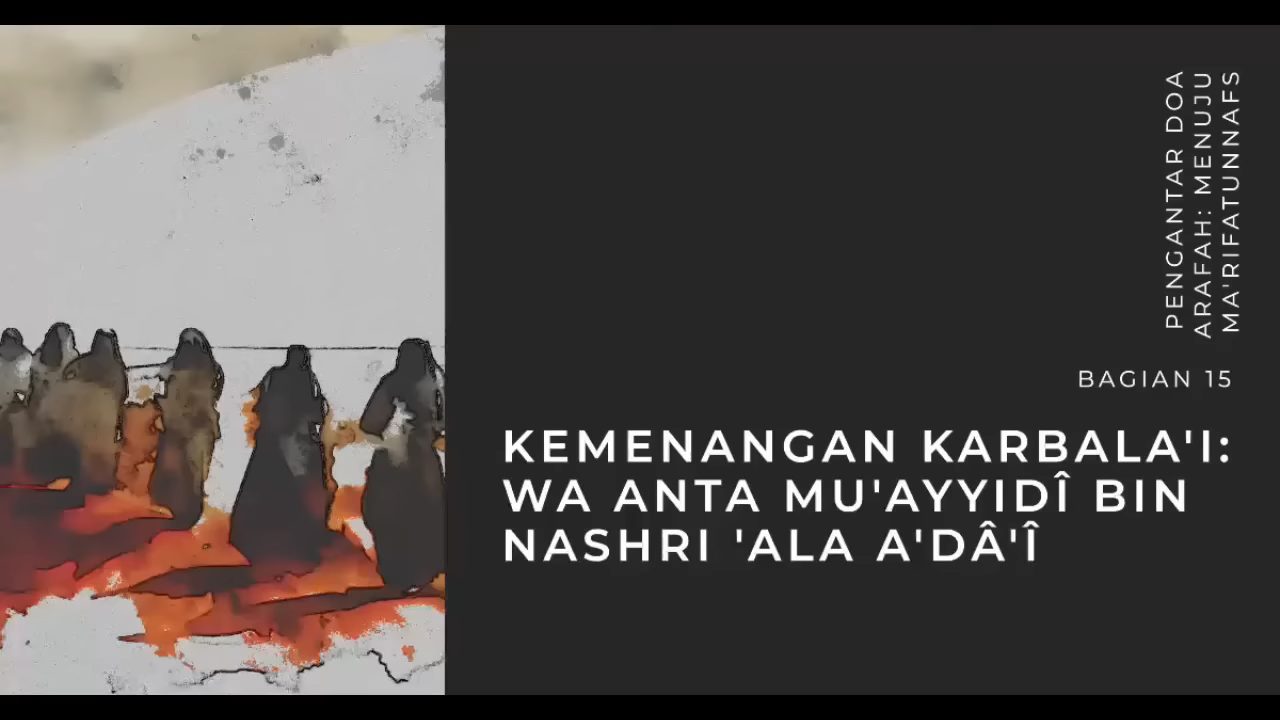 PENGANTAR DOA
ARAFAH: MENUJU
MA'RIFATUNNAFS
BAGIAN 15
KEMENANGAN KARBALA'I:
WA ANTA MU'AYYIDÎ BIN
NASHRI 'ALA A'DÂ'Î